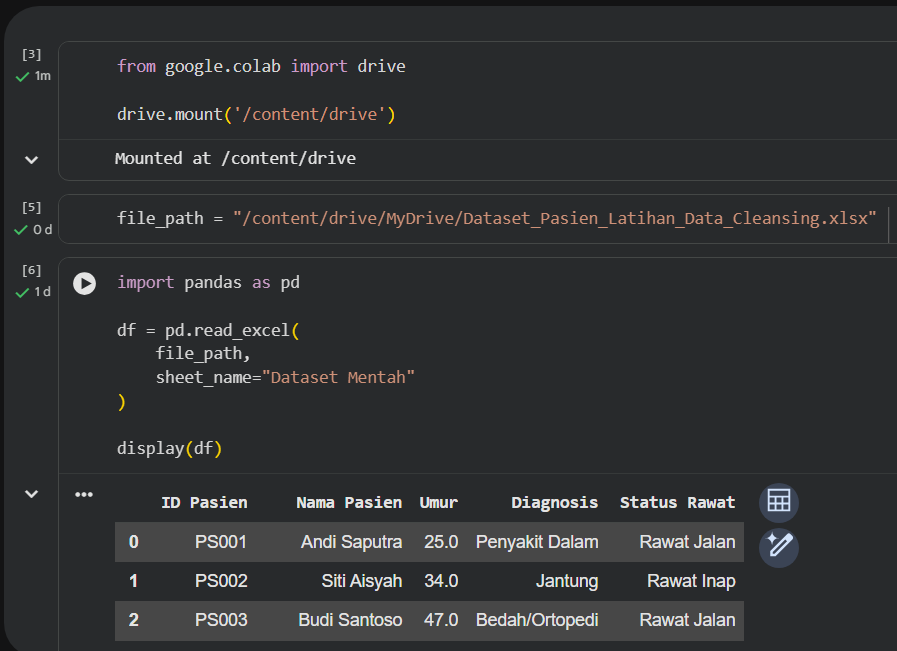 [3]
1m
from google.colab import drive
drive.mount('/content/drive')
Mounted at /content/drive
[5]
0 d
file_path = "/content/drive/MyDrive/Dataset_Pasien_Latihan_Data_Cleansing.xlsx"
[6]
1 d
import pandas as pd
df = pd.read_excel(
file_path,
sheet_name="Dataset Mentah"
)
display(df)
ID Pasien Nama Pasien Umur Diagnosis Status Rawat
0 PS001 Andi Saputra 25.0 Penyakit Dalam Rawat Jalan
1 PS002 Siti Aisyah 34.0 Jantung Rawat Inap
2 PS003 Budi Santoso 47.0 Bedah/Ortopedi Rawat Jalan